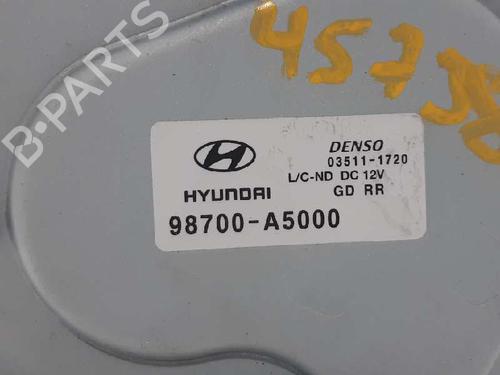 B-PARTS
DENSO
03511-1720
L/C-ND DC 12V
GD RR
HYUNDAI
98700-A5000